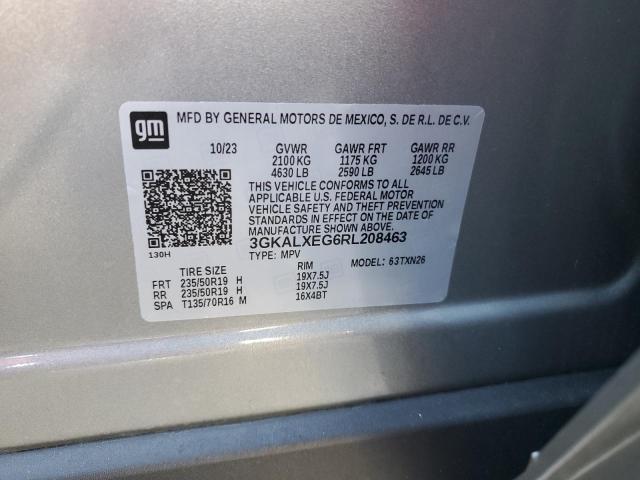 gm
MFD BY GENERAL MOTORS DE MEXICO, S. DE R.L. DE C.V.
10/23 GVWR GAWR FRT GAWR RR
2100 KG 1175 KG 1200 KG
4630 LB 2590 LB 2645 LB
THIS VEHICLE CONFORMS TO ALL
APPLICABLE U.S. FEDERAL MOTOR
VEHICLE SAFETY AND THEFT PREVENTION
STANDARDS IN EFFECT ON THE DATE OF
MANUFACTURE SHOWN ABOVE.
3GKALXEG6RL208463
130H
TYPE: MPV MODEL: 63TXN26
TIRE SIZE RIM
FRT 235/50R19 H 19X7.5J
RR 235/50R19 H 19X7.5J
SPA T135/70R16 M 16X4BT